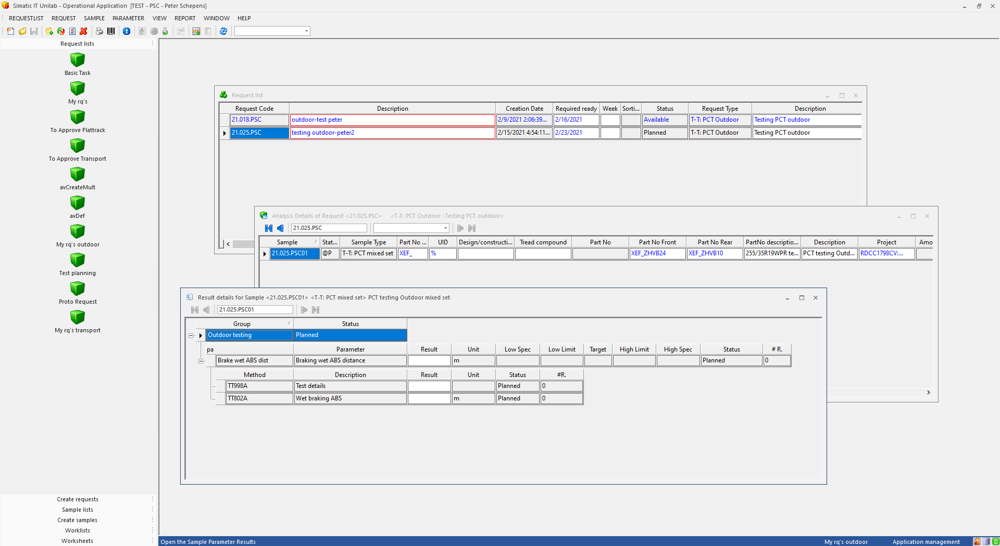 Simatic IT Unilab - Operational Application [TEST - PSC - Peter Schepens]
REQUESTLIST REQUEST SAMPLE PARAMETER VIEW REPORT WINDOW HELP
Request lists
Basic Task
My rq's
To Approve Flattrack
To Approve Transport
avCreateMult
avDef
My rq's outdoor
Test planning
Proto Request
My rq's transport
Create requests
Sample lists
Create samples
Worklists
Worksheets
Request list
Request Code Description Creation Date Required ready Week Sorti... Status Request Type Description
21.018.PSC outdoor-test peter 2/9/2021 2:06:39... 2/16/2021 Available T-T: PCT Outdoor Testing PCT outdoor
21.025.PSC testing outdoor-peter2 2/15/2021 4:54:11... 2/23/2021 Planned T-T: PCT Outdoor Testing PCT outdoor
Analysis Details of Request <21.025.PSC> <T-T: PCT Outdoor : Testing PCT outdoor>
21.025.PSC
Sample Stat... Sample Type Part No ... UID Design/constructi... Tread compound Part No Part No Front Part No Rear PartNo descriptio... Description Project Amo
21.025.PSC01 @P T-T: PCT mixed set XEF_ % XEF_ZHVB24 XEF_ZHVB10 255/35R19WPR te... PCT testing Outd... RDCC1798CV:...
Result details for Sample <21.025.PSC01> <T-T: PCT mixed set> PCT testing Outdoor mixed set
21.025.PSC01
Group Status
Outdoor testing Planned
pa Parameter Result Unit Low Spec Low Limit Target High Limit High Spec Status # R.
Brake wet ABS dist Braking wet ABS distance m Planned 0
Method Description Result Unit Status #R.
TT998A Test details Planned 0
TT802A Wet braking ABS m Planned 0
Open the Sample Parameter Results My rq's outdoor Application management